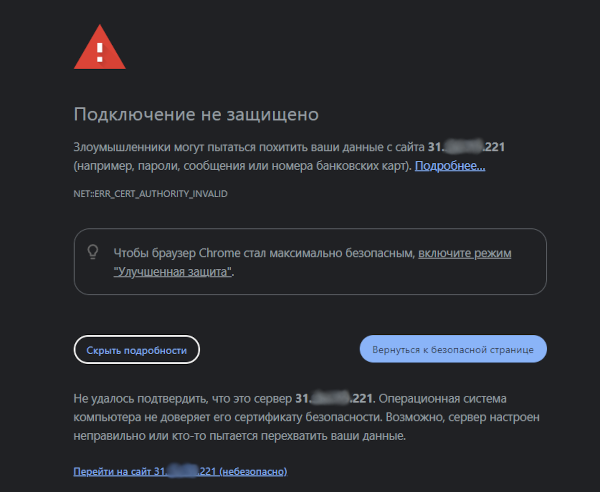 Подключение не защищено
Злоумышленники могут пытаться похитить ваши данные с сайта 31. .221
(например, пароли, сообщения или номера банковских карт). Подробнее...
NET::ERR_CERT_AUTHORITY_INVALID
Чтобы браузер Chrome стал максимально безопасным, включите режим
"Улучшенная защита".
Скрыть подробности
Вернуться к безопасной странице
Не удалось подтвердить, что это сервер 31. .221. Операционная система
компьютера не доверяет его сертификату безопасности. Возможно, сервер настроен
неправильно или кто-то пытается перехватить ваши данные.
Перейти на сайт 31. .221 (небезопасно)